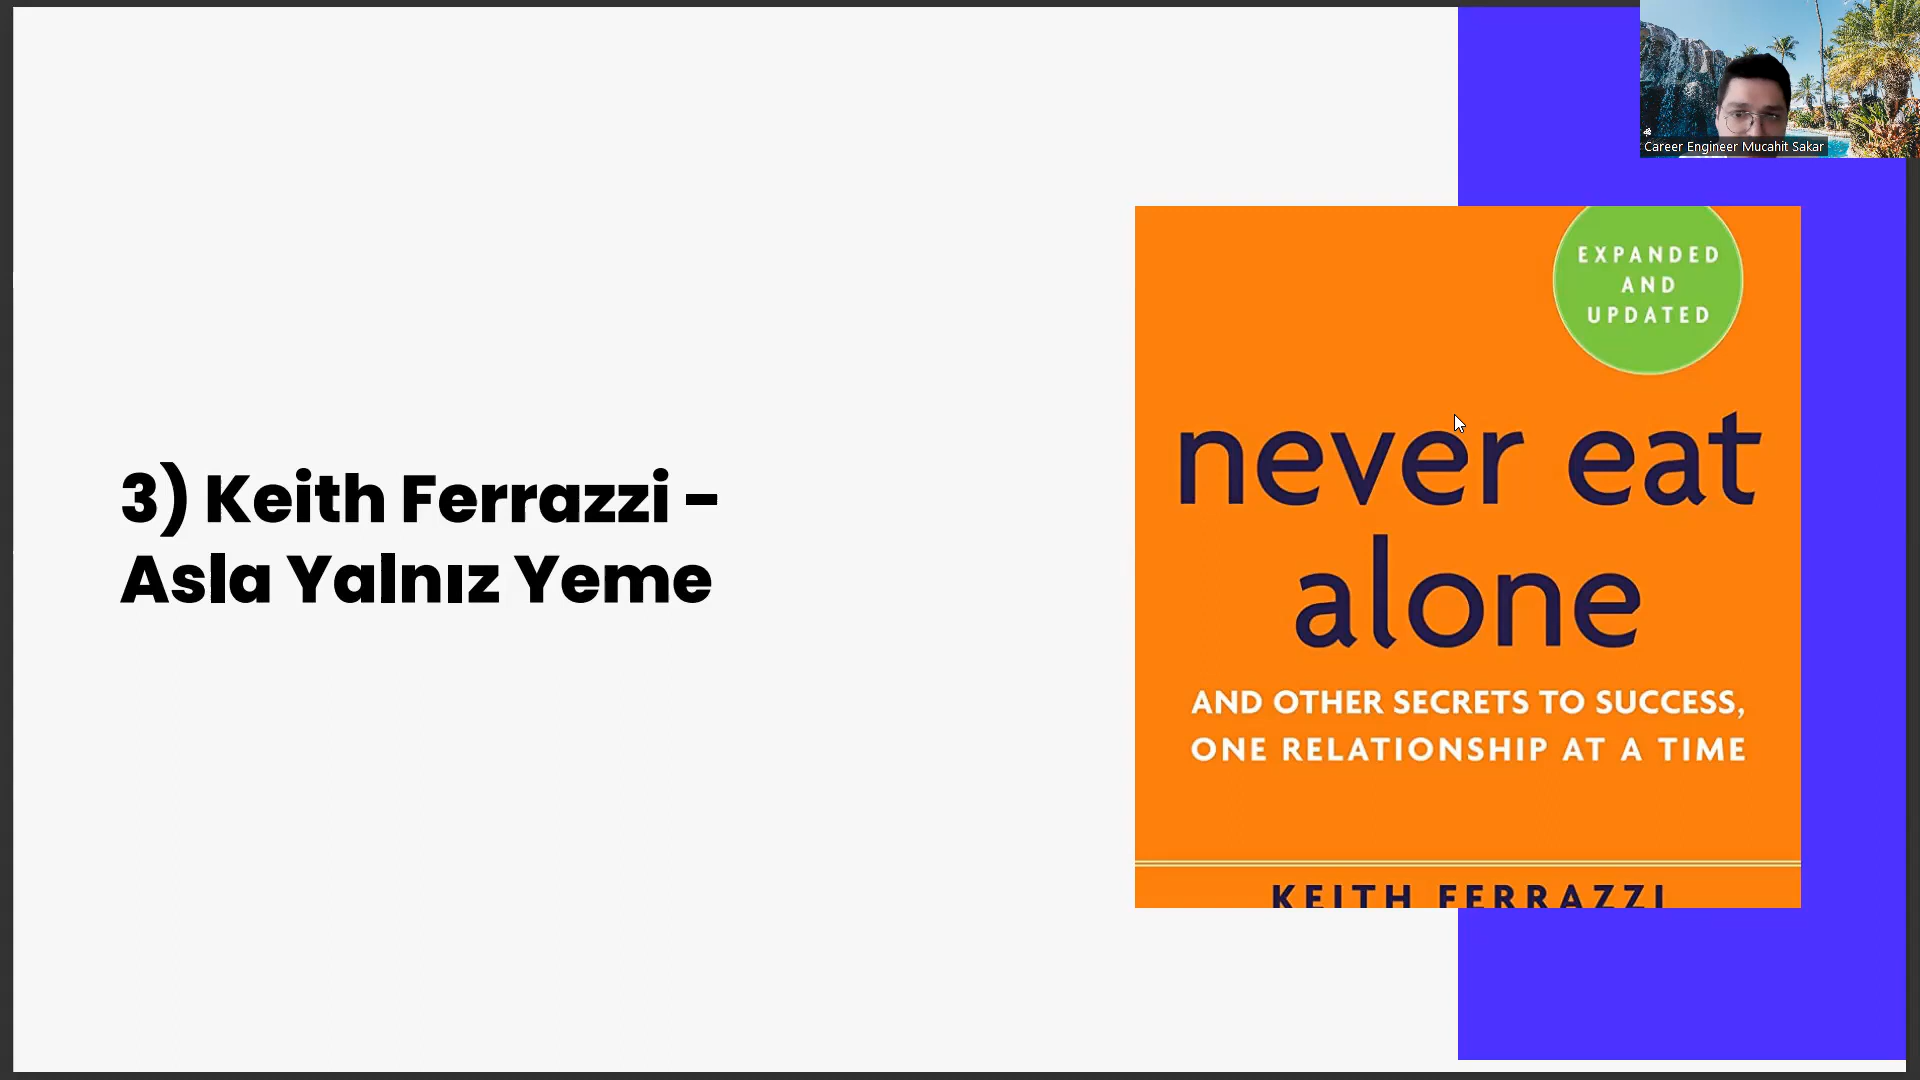 Career Engineer Mucahit Sakar
3) Keith Ferrazzi –
Asla Yalnız Yeme
EXPANDED
AND
UPDATED
never eat
alone
AND OTHER SECRETS TO SUCCESS,
ONE RELATIONSHIP AT A TIME
KEITH FERRAZZI